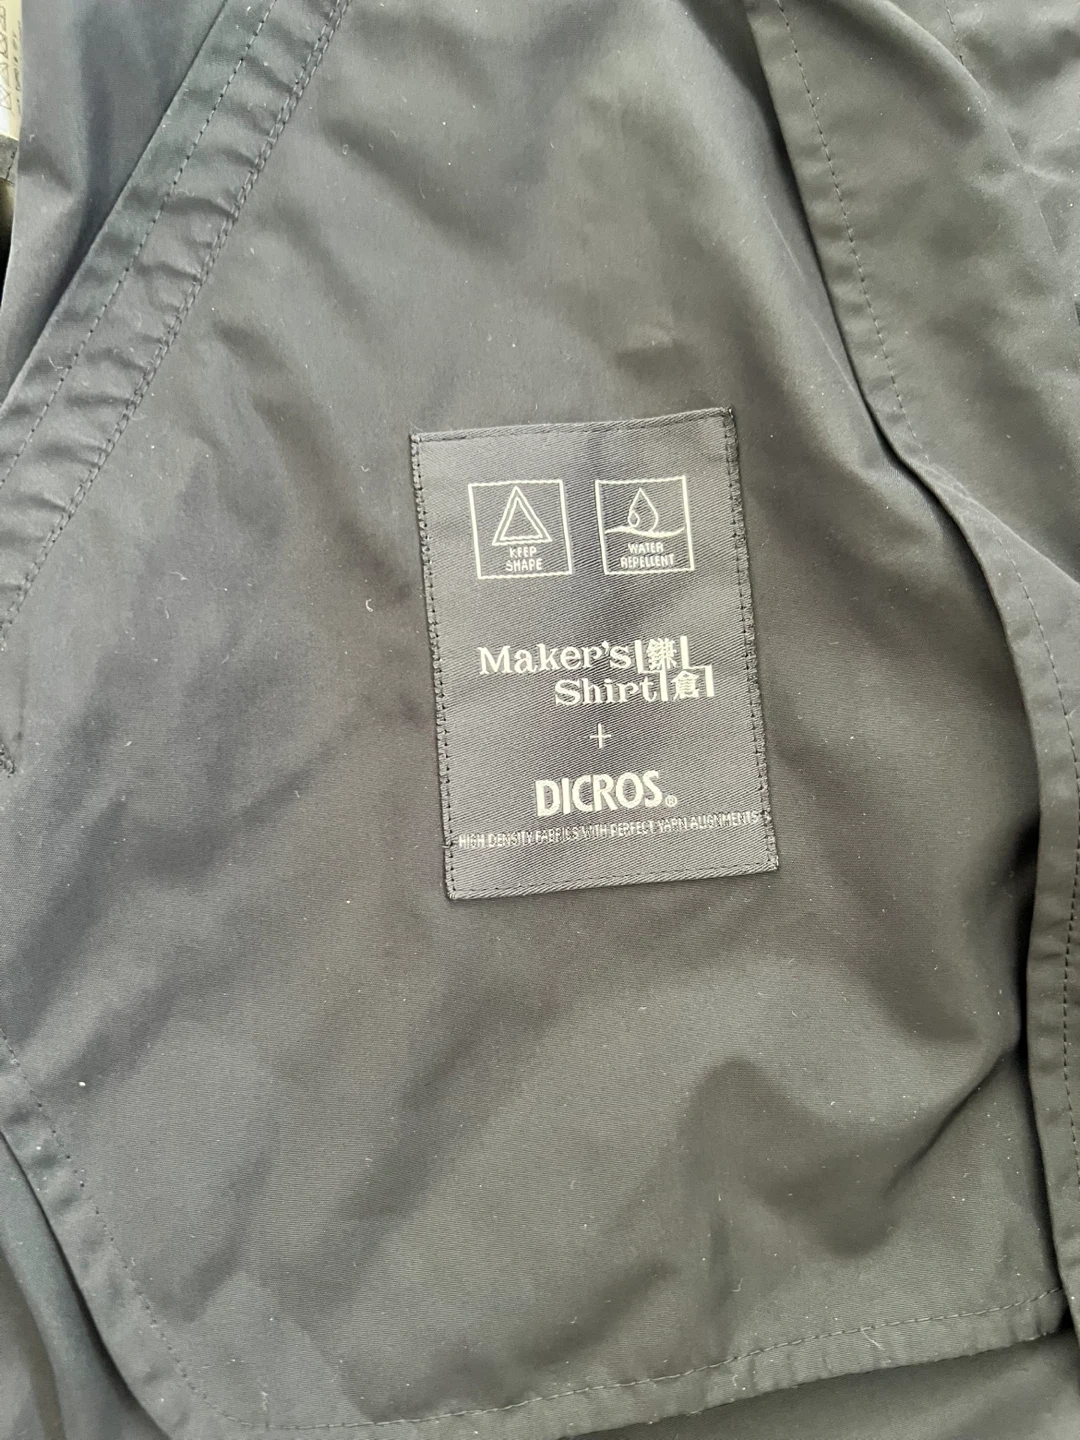 KEEP
SHAPE
WATER
REPELLENT
Maker's 鎌
Shirt 倉
+
DICROS®
HIGH DENSITY FABRICS WITH PERFECT YARN ALIGNMENTS